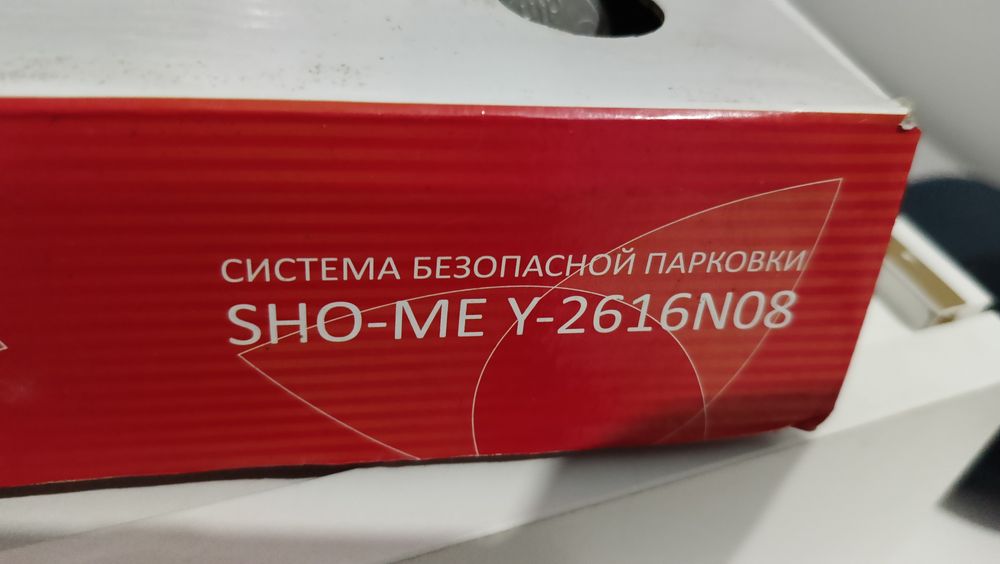 СИСТЕМА БЕЗОПАСНОЙ ПАРКОВКИ
SHO-ME Y-2616N08